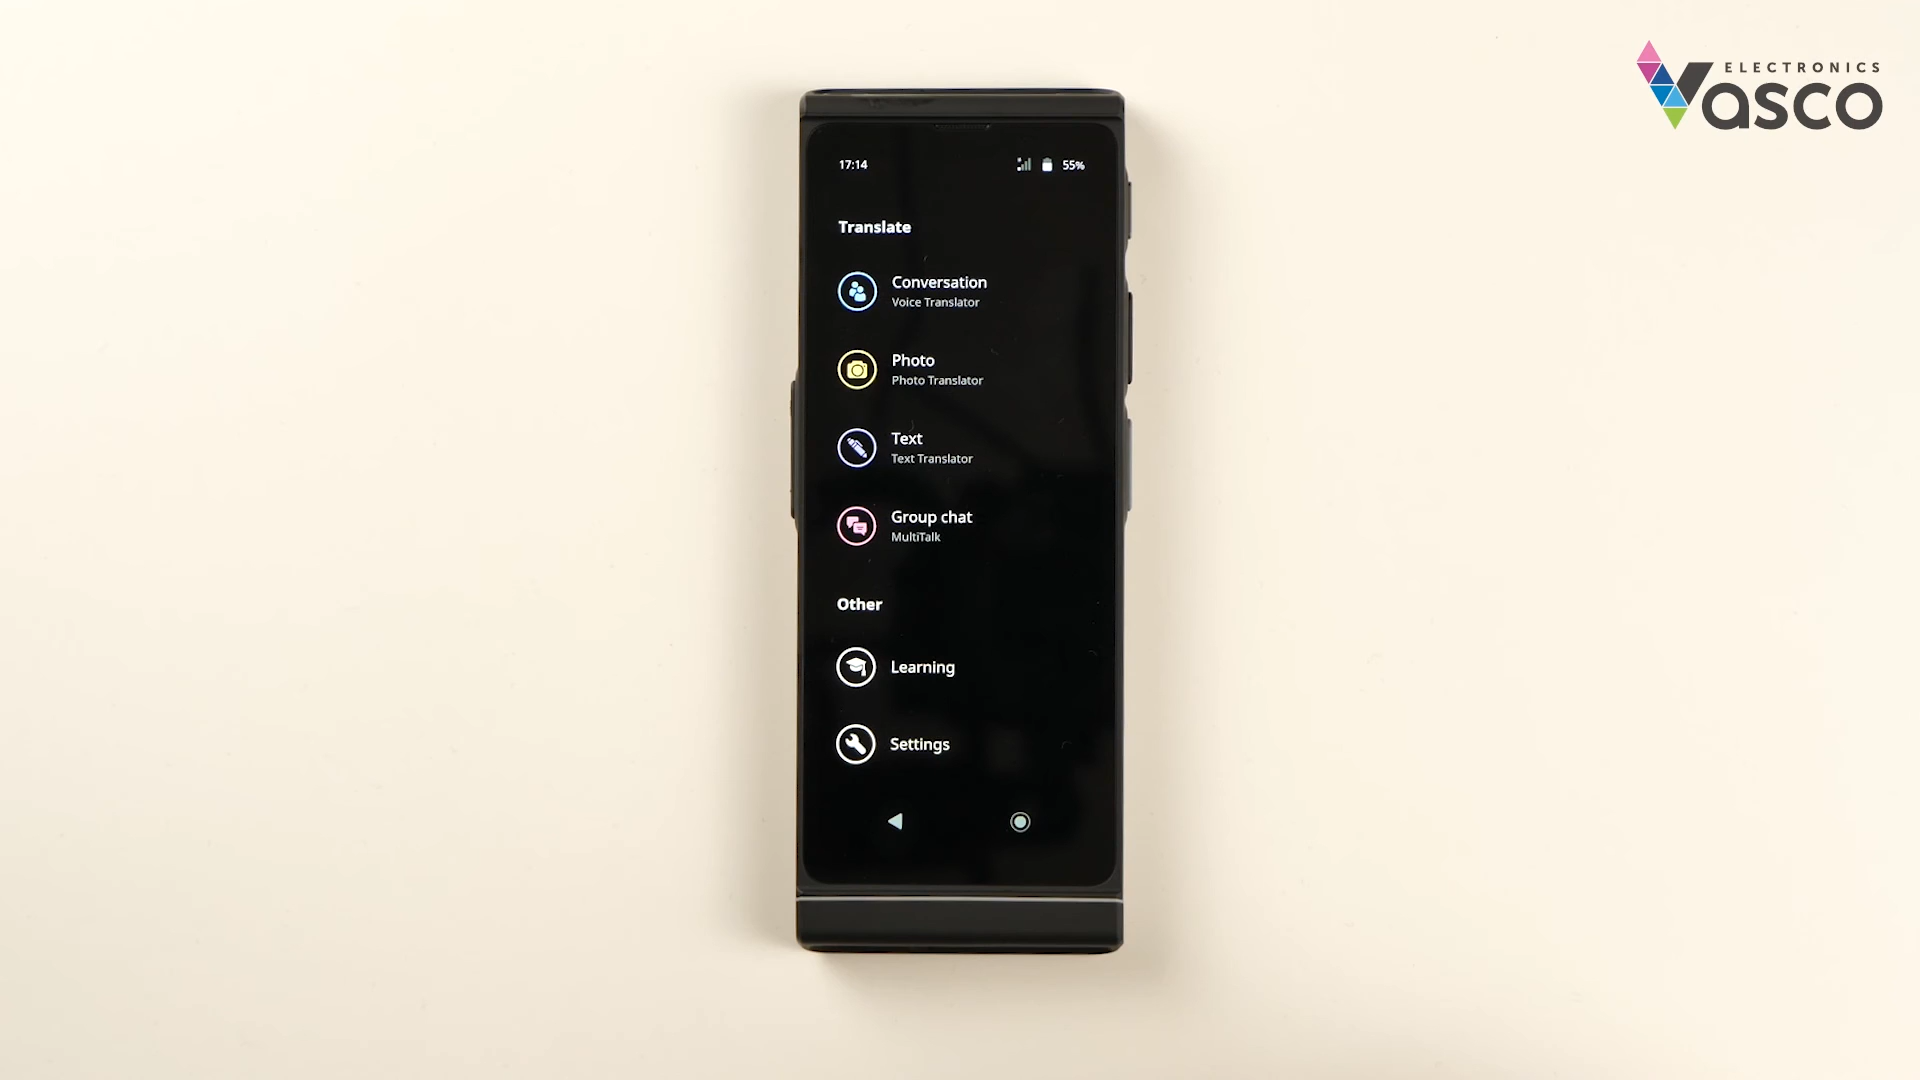 ELECTRONICS
Vasco
17:14
55%
Translate
Conversation
Voice Translator
Photo
Photo Translator
Text
Text Translator
Group chat
MultiTalk
Other
Learning
Settings